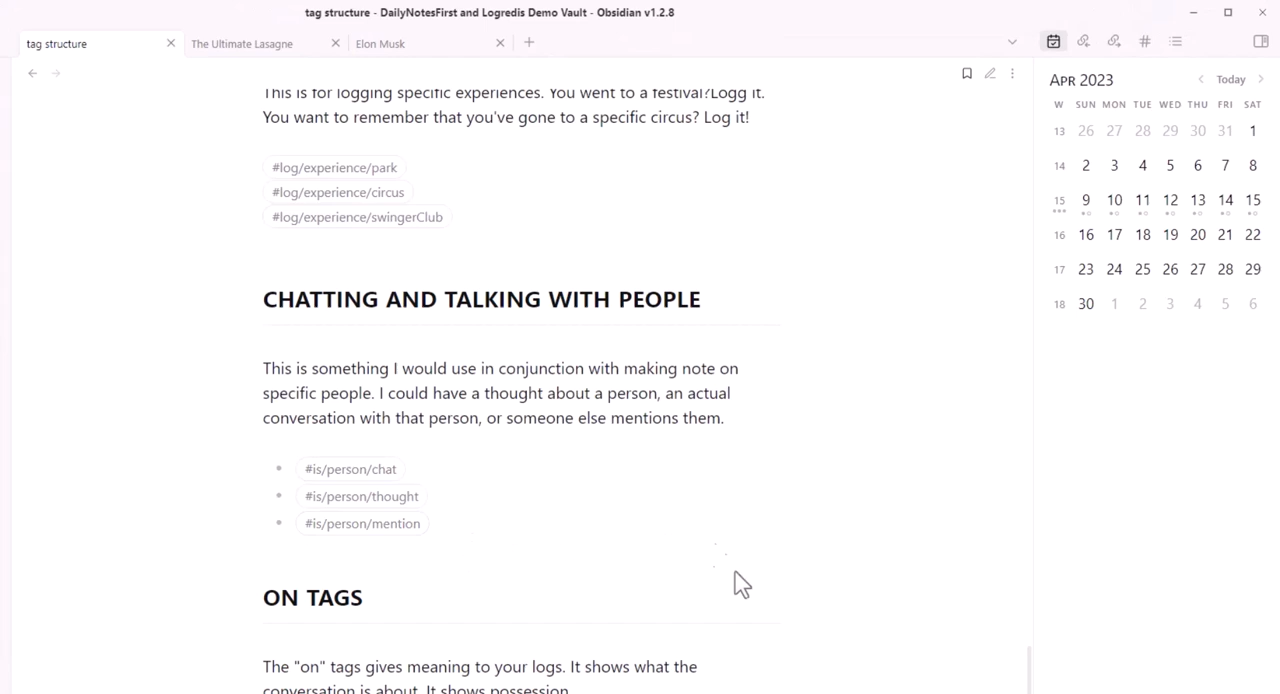 tag structure - DailyNotesFirst and Logredis Demo Vault - Obsidian v1.2.8
tag structure
The Ultimate Lasagne
Elon Musk
This is for logging specific experiences. You went to a festival?Logg it.
You want to remember that you've gone to a specific circus? Log it!
#log/experience/park
#log/experience/circus
#log/experience/swingerClub
CHATTING AND TALKING WITH PEOPLE
This is something I would use in conjunction with making note on
specific people. I could have a thought about a person, an actual
conversation with that person, or someone else mentions them.
#is/person/chat
#is/person/thought
#is/person/mention
ON TAGS
The "on" tags gives meaning to your logs. It shows what the
conversation is about. It shows possession
APR 2023
Today
W SUN MON TUE WED THU FRI SAT
13 26 27 28 29 30 31 1
14 2 3 4 5 6 7 8
15 9 10 11 12 13 14 15
16 16 17 18 19 20 21 22
17 23 24 25 26 27 28 29
18 30 1 2 3 4 5 6